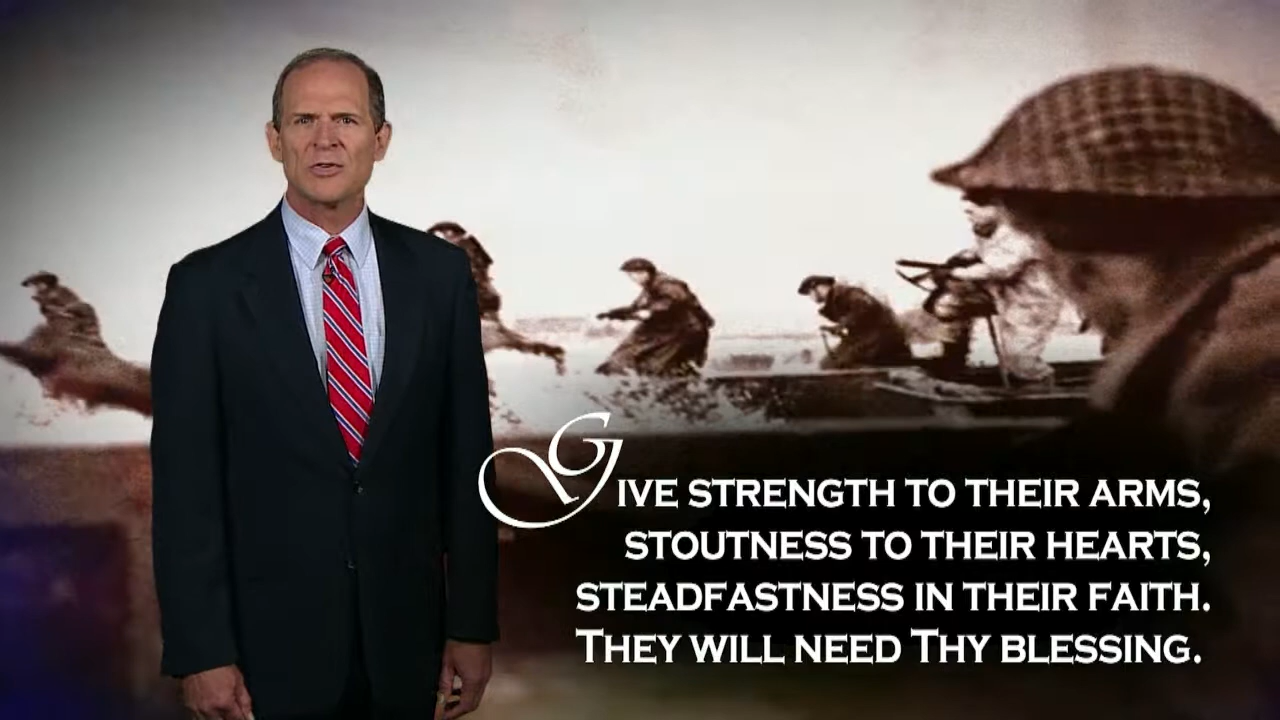 GIVE STRENGTH TO THEIR ARMS,
STOUTNESS TO THEIR HEARTS,
STEADFASTNESS IN THEIR FAITH.
THEY WILL NEED THY BLESSING.